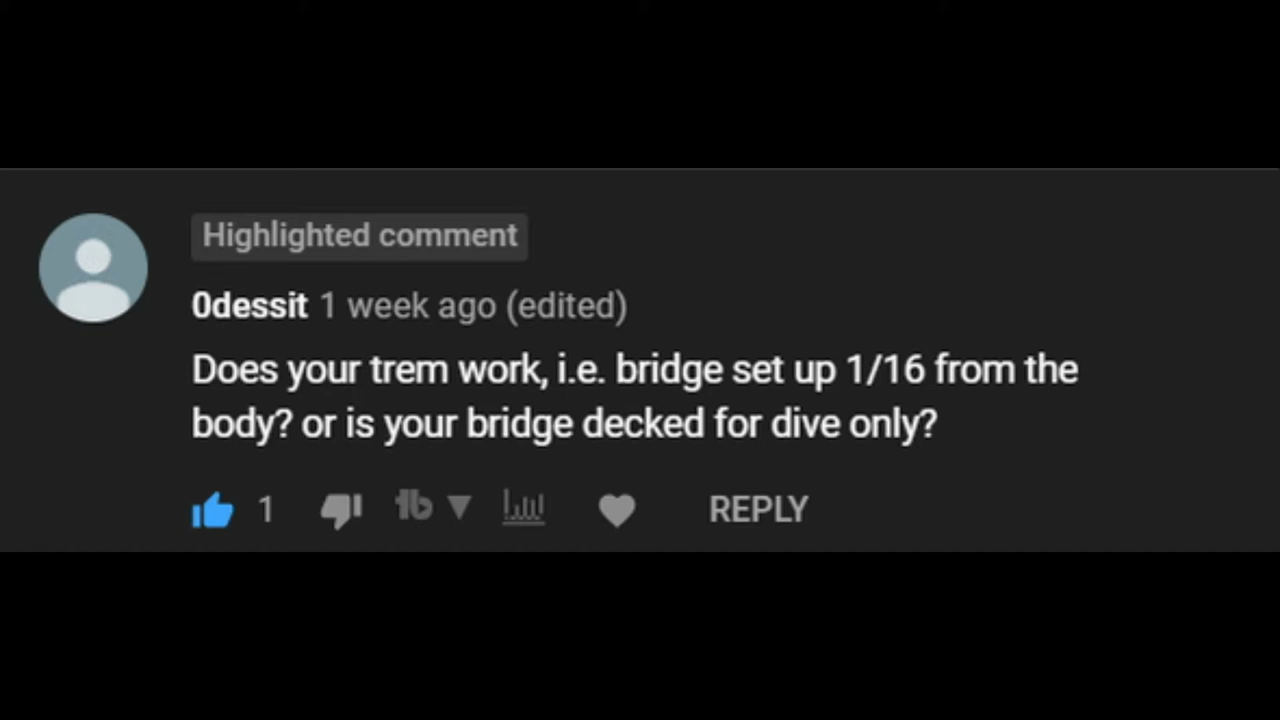 Highlighted comment
0dessit 1 week ago (edited)
Does your trem work, i.e. bridge set up 1/16 from the
body? or is your bridge decked for dive only?
1 tb REPLY